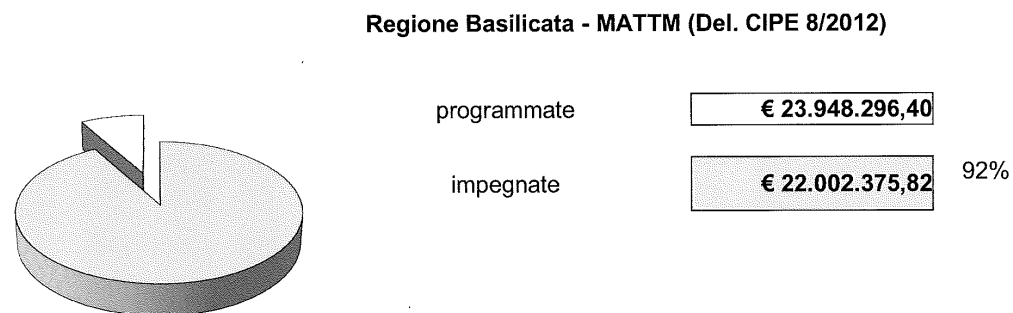 Regione Basilicata - MATTM (Del. CIPE 8/2012)
programmate € 23.948.296,40
impegnate € 22.002.375,82 92%